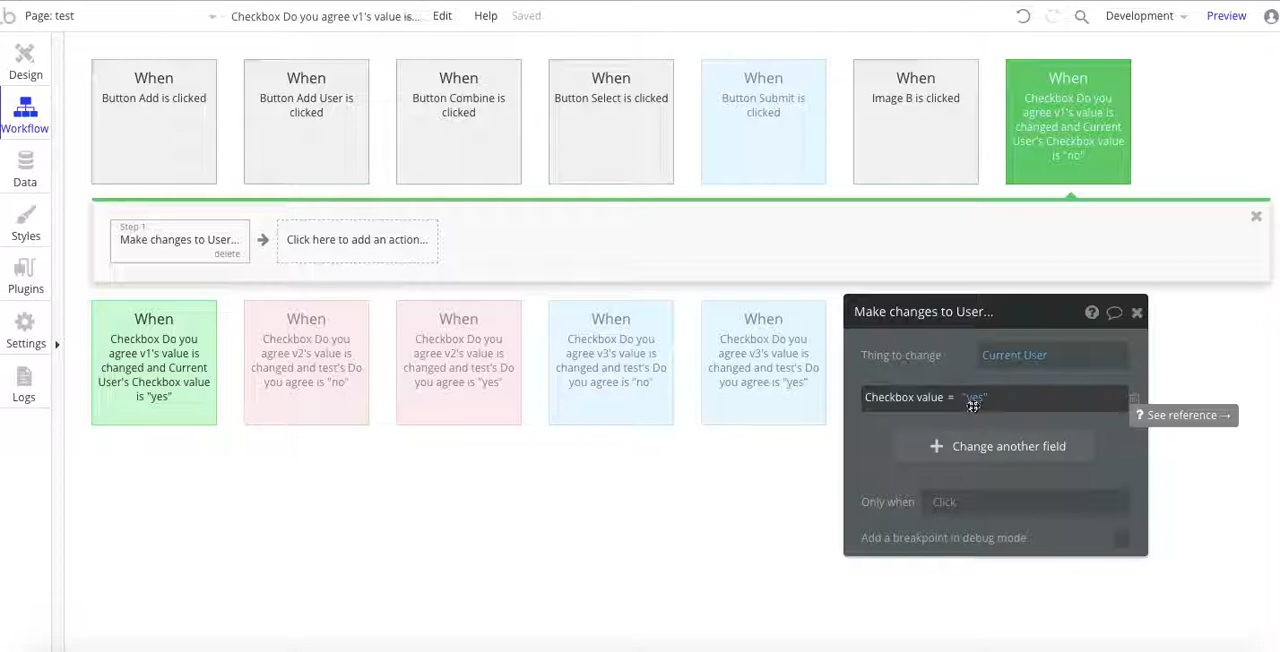 Page: test
Checkbox Do you agree v1's value is...
Edit
Help
Saved
Development
Preview
Design
Workflow
Data
Styles
Plugins
Settings
Logs
When
Button Add is clicked
When
Button Add User is
clicked
When
Button Combine is
clicked
When
Button Select is clicked
When
Button Submit is
clicked
When
Image B is clicked
When
Checkbox Do you
agree v1's value is
changed and Current
User's Checkbox value
is "no"
Step 1
Make changes to User...
delete
Click here to add an action...
When
Checkbox Do you
agree v1's value is
changed and Current
User's Checkbox value
is "yes"
When
Checkbox Do you
agree v2's value is
changed and test's Do
you agree is "no"
When
Checkbox Do you
agree v2's value is
changed and test's Do
you agree is "yes"
When
Checkbox Do you
agree v3's value is
changed and test's Do
you agree is "no"
When
Checkbox Do you
agree v3's value is
changed and test's Do
you agree is "yes"
Make changes to User...
Thing to change
Current User
Checkbox value = "yes"
? See reference →
Change another field
Only when
Click
Add a breakpoint in debug mode